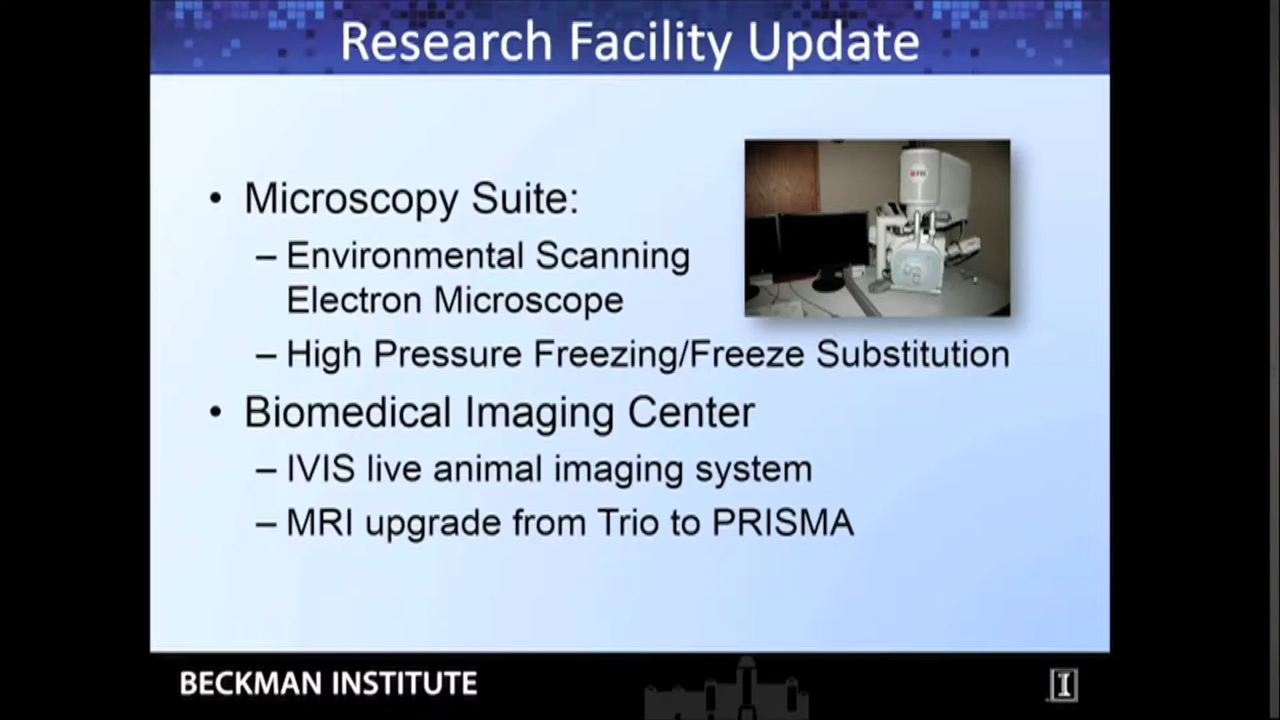 Research Facility Update
• Microscopy Suite:
– Environmental Scanning
Electron Microscope
– High Pressure Freezing/Freeze Substitution
• Biomedical Imaging Center
– IVIS live animal imaging system
– MRI upgrade from Trio to PRISMA
BECKMAN INSTITUTE
I